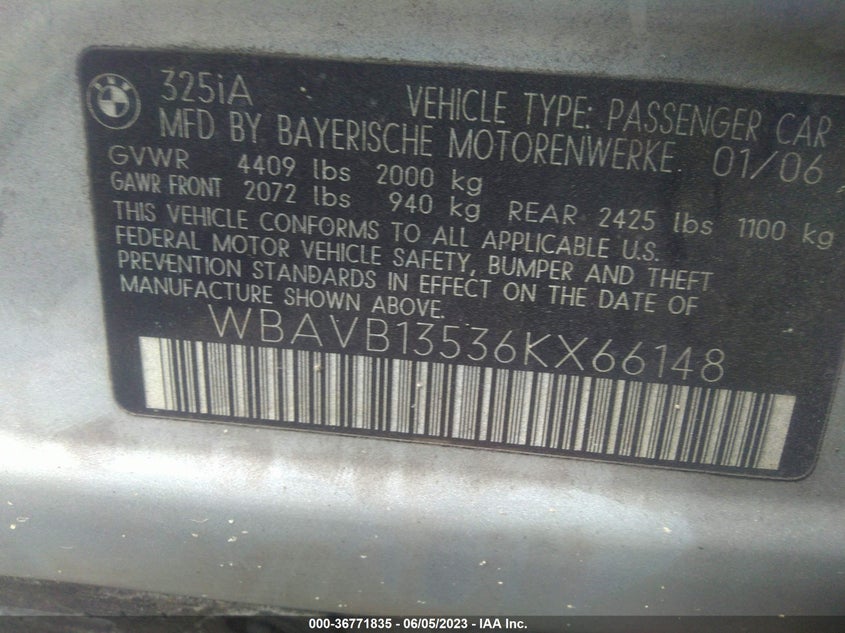 325iA VEHICLE TYPE: PASSENGER CAR
MFD BY BAYERISCHE MOTORENWERKE. 01/06
GVWR 4409 lbs 2000 kg
GAWR FRONT 2072 lbs 940 kg REAR 2425 lbs 1100 kg
THIS VEHICLE CONFORMS TO ALL APPLICABLE U.S.
FEDERAL MOTOR VEHICLE SAFETY, BUMPER AND THEFT
PREVENTION STANDARDS IN EFFECT ON THE DATE OF
MANUFACTURE SHOWN ABOVE.
WBAVB13536KX66148
000-36771835 - 06/05/2023 - IAA Inc.